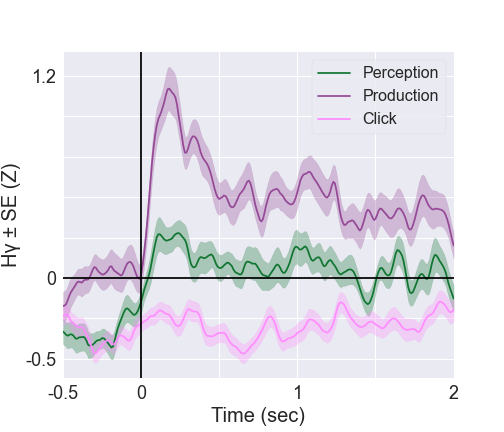 Perception
Production
Click
1.2
0
-0.5
Hγ ± SE (Z)
-0.5
0
1
2
Time (sec)